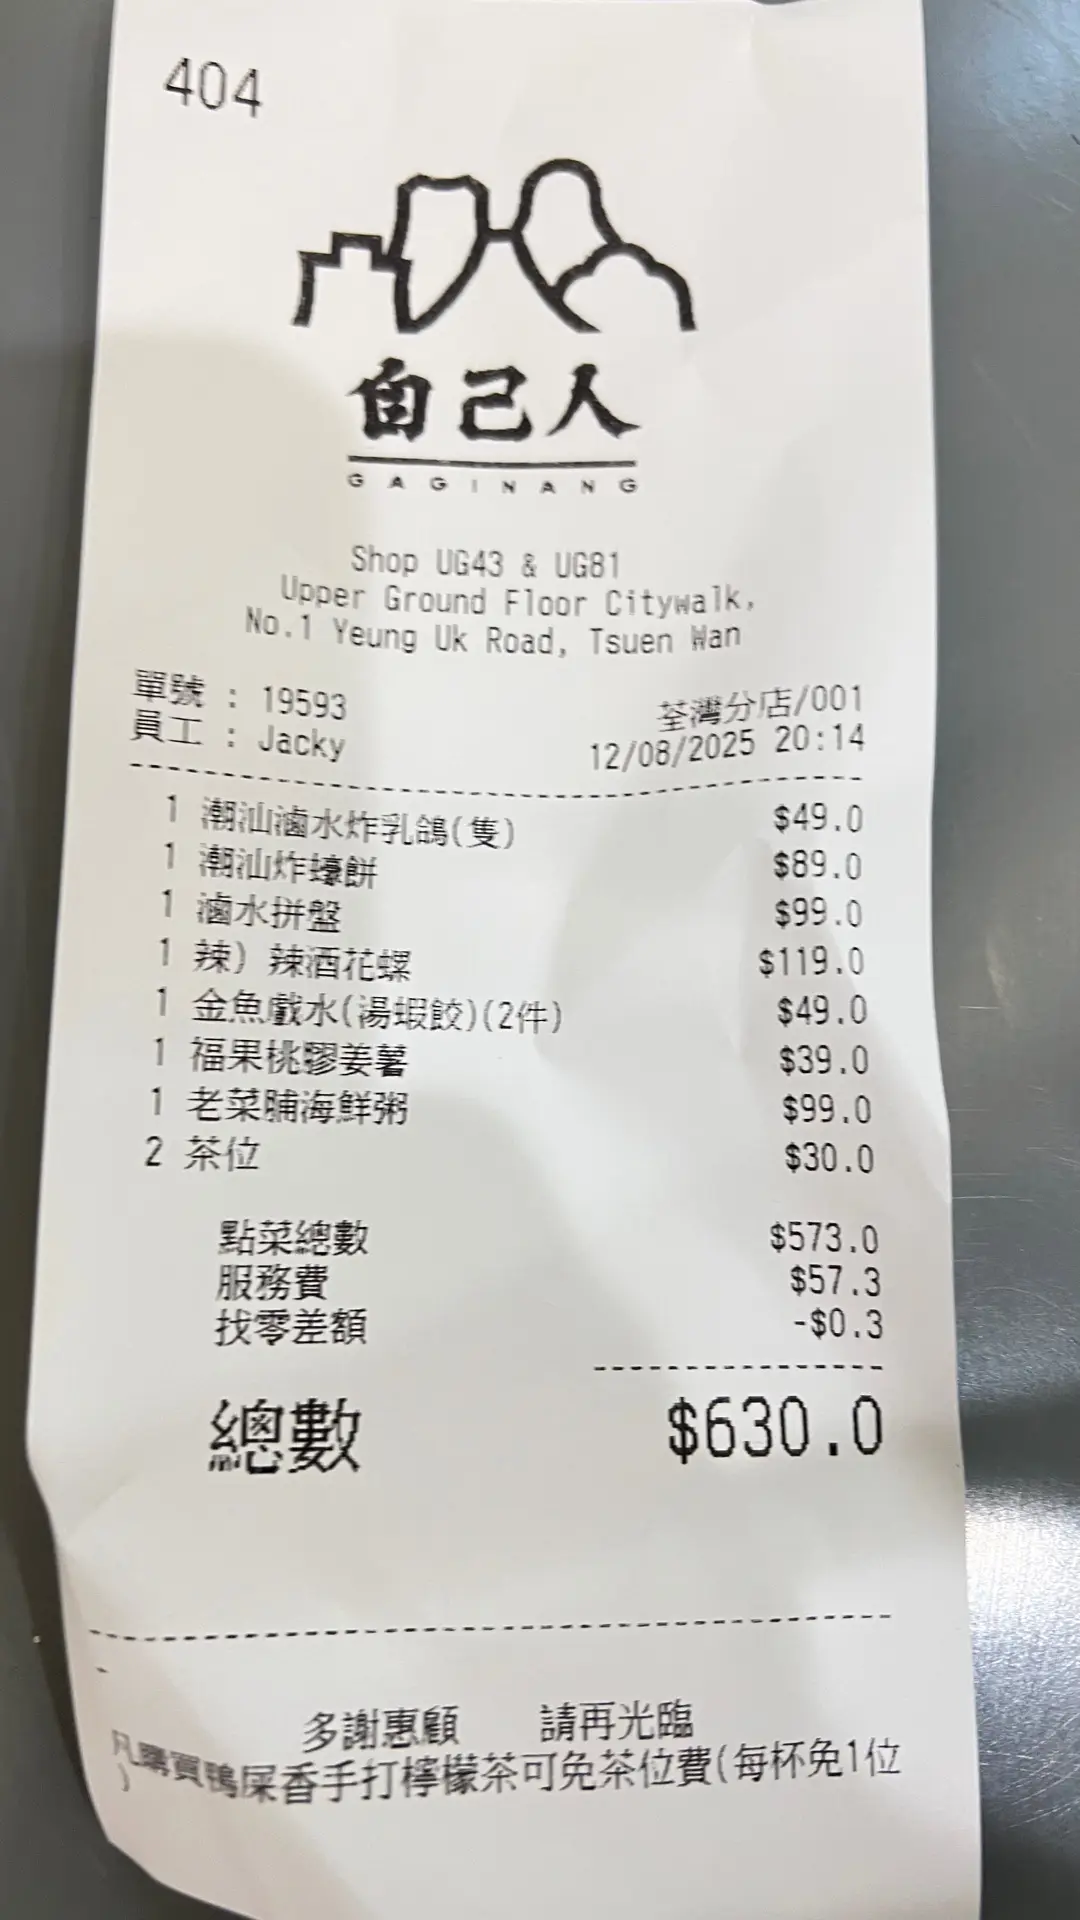 404
自己人
GAGINANG
Shop UG43 & UG81
Upper Ground Floor Citywalk,
No.1 Yeung Uk Road, Tsuen Wan
單號 : 19593 荃灣分店/001
員工 : Jacky 12/08/2025 20:14
1 潮汕滷水炸乳鴿(隻) $49.0
1 潮汕炸蠔餅 $89.0
1 滷水拼盤 $99.0
1 辣) 辣酒花螺 $119.0
1 金魚戲水(湯蝦餃)(2件) $49.0
1 福果桃膠姜薯 $39.0
1 老菜脯海鮮粥 $99.0
2 茶位 $30.0
點菜總數 $573.0
服務費 $57.3
找零差額 -$0.3
總數 $630.0
多謝惠顧 請再光臨
凡購買鴨屎香手打檸檬茶可免茶位費(每杯免1位
)